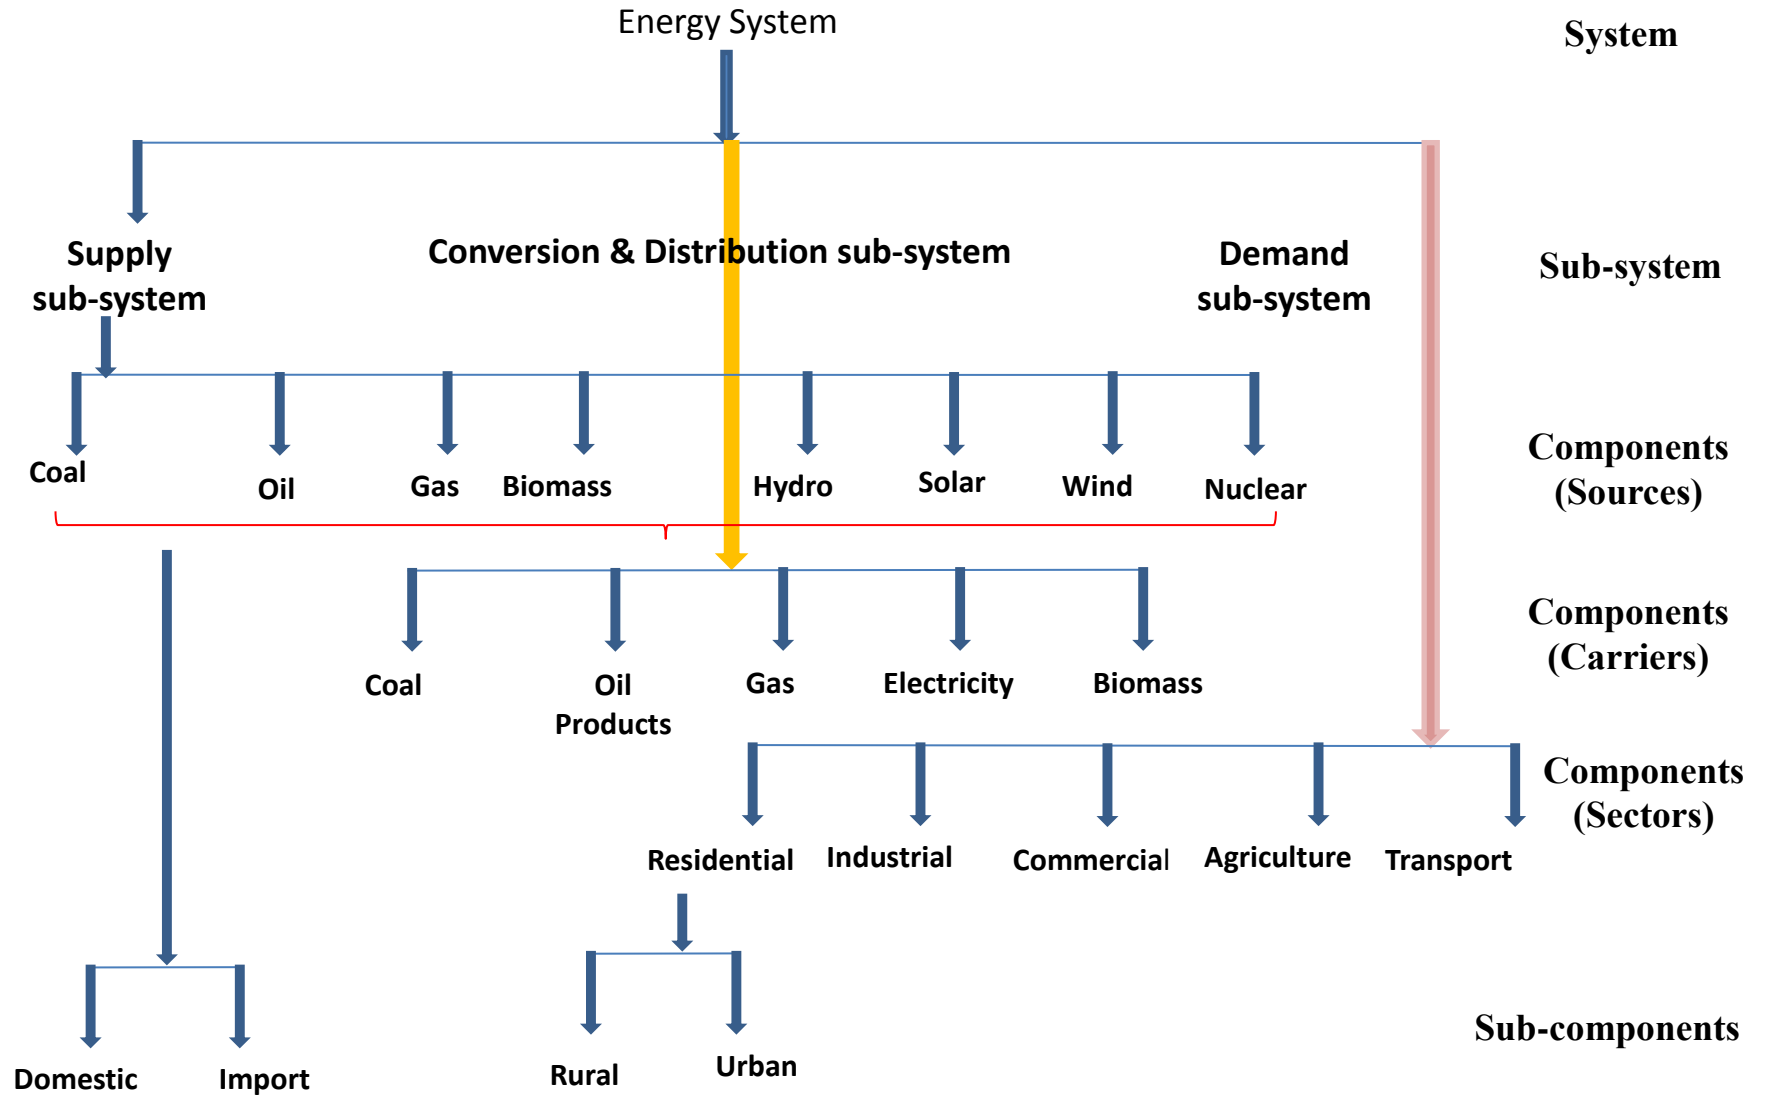 Energy System
System
Supply
sub-system
Conversion & Distribution sub-system
Demand
sub-system
Sub-system
Coal
Oil
Gas
Biomass
Hydro
Solar
Wind
Nuclear
Components
(Sources)
Coal
Oil
Products
Gas
Electricity
Biomass
Components
(Carriers)
Residential
Industrial
Commercial
Agriculture
Transport
Components
(Sectors)
Domestic
Import
Rural
Urban
Sub-components